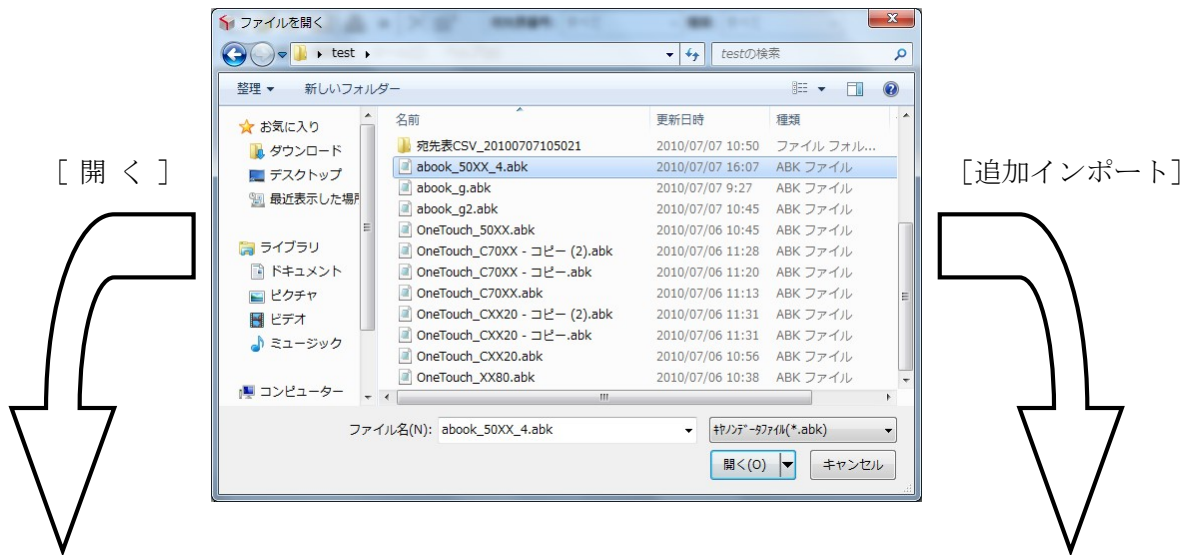 ファイルを開く
test
testの検索
整理 新しいフォルダー
お気に入り
ダウンロード
デスクトップ
最近表示した場所
ライブラリ
ドキュメント
ピクチャ
ビデオ
ミュージック
コンピューター
名前 更新日時 種類
宛先表CSV_20100707105021 2010/07/07 10:50 ファイル フォル...
abook_50XX_4.abk 2010/07/07 16:07 ABK ファイル
abook_g.abk 2010/07/07 9:27 ABK ファイル
abook_g2.abk 2010/07/07 10:45 ABK ファイル
OneTouch_50XX.abk 2010/07/06 10:45 ABK ファイル
OneTouch_C70XX - コピー (2).abk 2010/07/06 11:28 ABK ファイル
OneTouch_C70XX - コピー.abk 2010/07/06 11:20 ABK ファイル
OneTouch_C70XX.abk 2010/07/06 11:13 ABK ファイル
OneTouch_CXX20 - コピー (2).abk 2010/07/06 11:31 ABK ファイル
OneTouch_CXX20 - コピー.abk 2010/07/06 11:31 ABK ファイル
OneTouch_CXX20.abk 2010/07/06 10:56 ABK ファイル
OneTouch_XX80.abk 2010/07/06 10:38 ABK ファイル
ファイル名(N): abook_50XX_4.abk ｷﾔﾉﾝﾃﾞｰﾀﾌｧｲﾙ(*.abk)
開く(O) キャンセル
[ 開 く ]
[追加インポート]